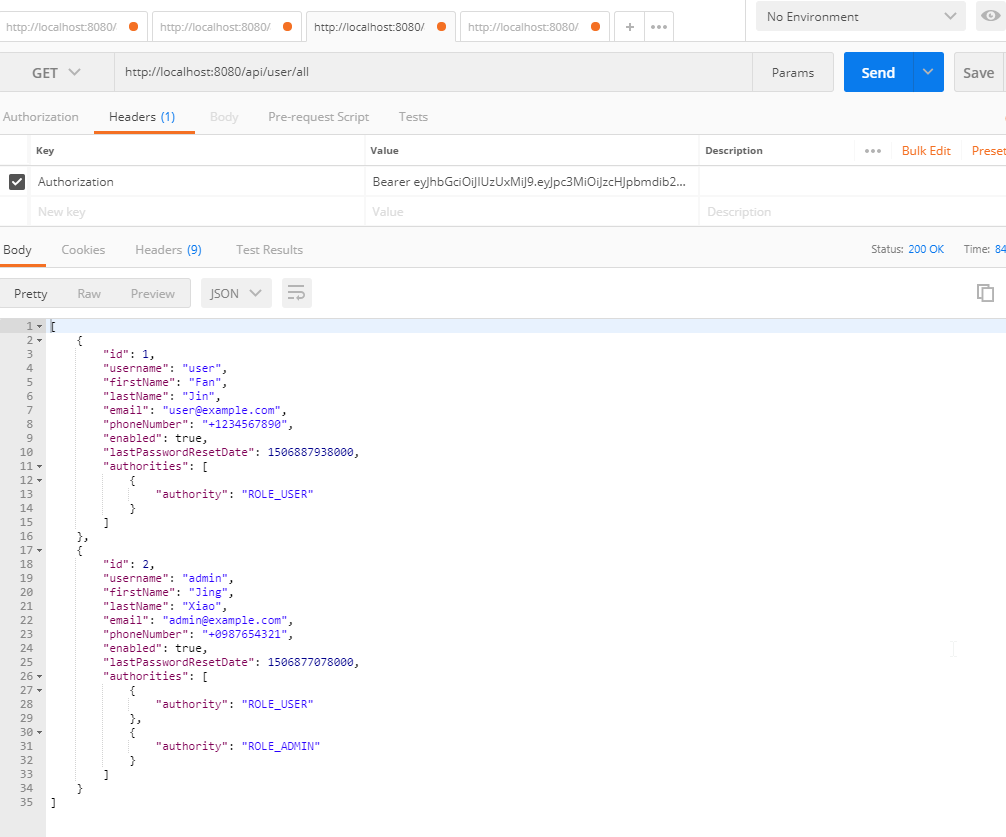 http://localhost:8080/ http://localhost:8080/ http://localhost:8080/ http://localhost:8080/ + ••• No Environment
GET http://localhost:8080/api/user/all Params Send Save
Authorization Headers (1) Body Pre-request Script Tests
Key Value Description ••• Bulk Edit Preset
Authorization Bearer eyJhbGciOiJIUzUxMiJ9.eyJpc3MiOiJzcHJpbmdib2...
New key Value Description
Body Cookies Headers (9) Test Results Status: 200 OK Time: 84
Pretty Raw Preview JSON
1 [
2 {
3 "id": 1,
4 "username": "user",
5 "firstName": "Fan",
6 "lastName": "Jin",
7 "email": "user@example.com",
8 "phoneNumber": "+1234567890",
9 "enabled": true,
10 "lastPasswordResetDate": 1506887938000,
11 "authorities": [
12 {
13 "authority": "ROLE_USER"
14 }
15 ]
16 },
17 {
18 "id": 2,
19 "username": "admin",
20 "firstName": "Jing",
21 "lastName": "Xiao",
22 "email": "admin@example.com",
23 "phoneNumber": "+0987654321",
24 "enabled": true,
25 "lastPasswordResetDate": 1506877078000,
26 "authorities": [
27 {
28 "authority": "ROLE_USER"
29 },
30 {
31 "authority": "ROLE_ADMIN"
32 }
33 ]
34 }
35 ]